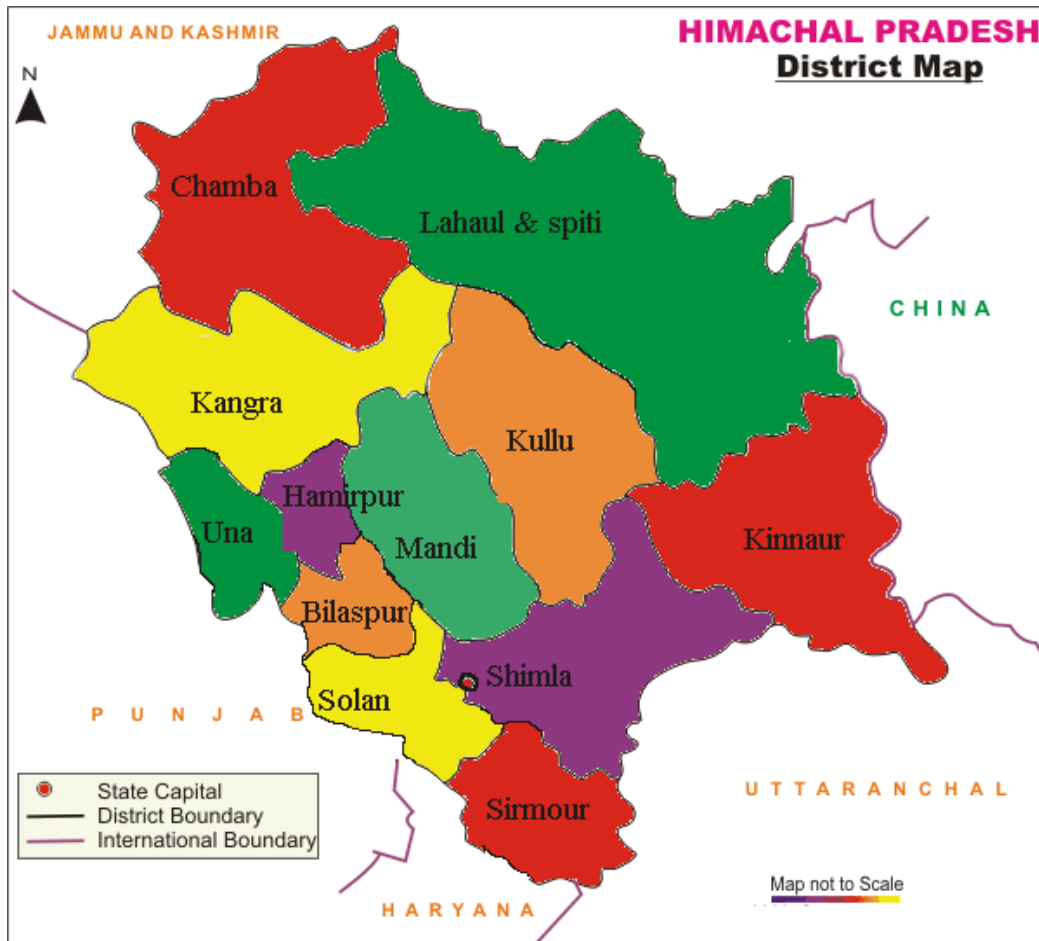 JAMMU AND KASHMIR
HIMACHAL PRADESH
District Map
N
Chamba
Lahaul & spiti
CHINA
Kangra
Kullu
Hamirpur
Una
Mandi
Kinnaur
Bilaspur
Shimla
Solan
PUNJAB
UTTARANCHAL
Sirmour
State Capital
District Boundary
International Boundary
Map not to Scale
HARYANA